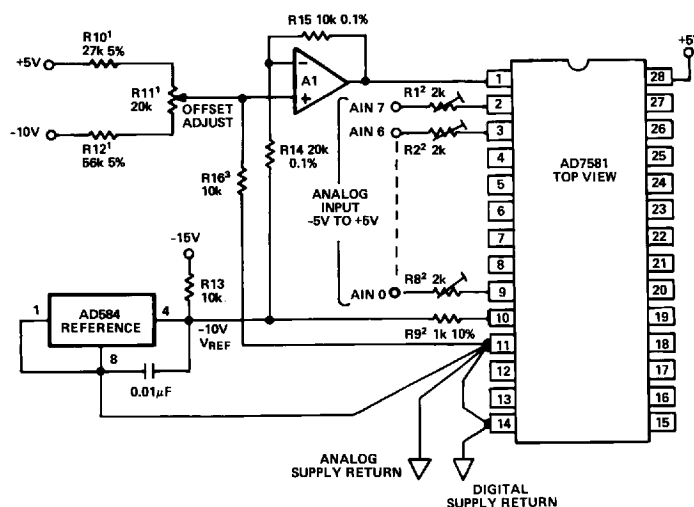 R15 10k 0.1%
R10¹
27k 5%
+5V
R11¹
20k
OFFSET
ADJUST
-10V
R12¹
56k 5%
-
A1
+
R14 20k
0.1%
R16³
10k
ANALOG
INPUT
-5V TO +5V
AIN 7
R1² 2k
AIN 6
R2² 2k
AIN 0
R8² 2k
R9² 1k 10%
-15V
R13
10k
1
AD584
REFERENCE
4
8
-10V
VREF
0.01μF
ANALOG
SUPPLY RETURN
DIGITAL
SUPPLY RETURN
AD7581
TOP VIEW
1
2
3
4
5
6
7
8
9
10
11
12
13
14
+5
28
27
26
25
24
23
22
21
20
19
18
17
16
15